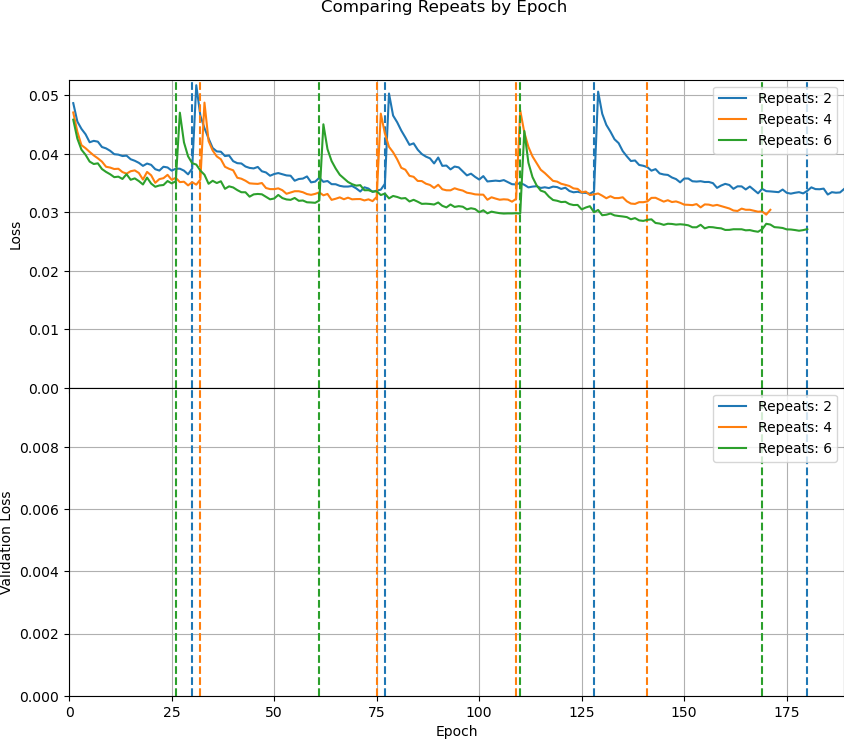 Comparing Repeats by Epoch
0.05
0.04
0.03
0.02
0.01
0.00
Loss
Repeats: 2
Repeats: 4
Repeats: 6
0.008
0.006
0.004
0.002
0.000
Validation Loss
Repeats: 2
Repeats: 4
Repeats: 6
0 25 50 75 100 125 150 175
Epoch